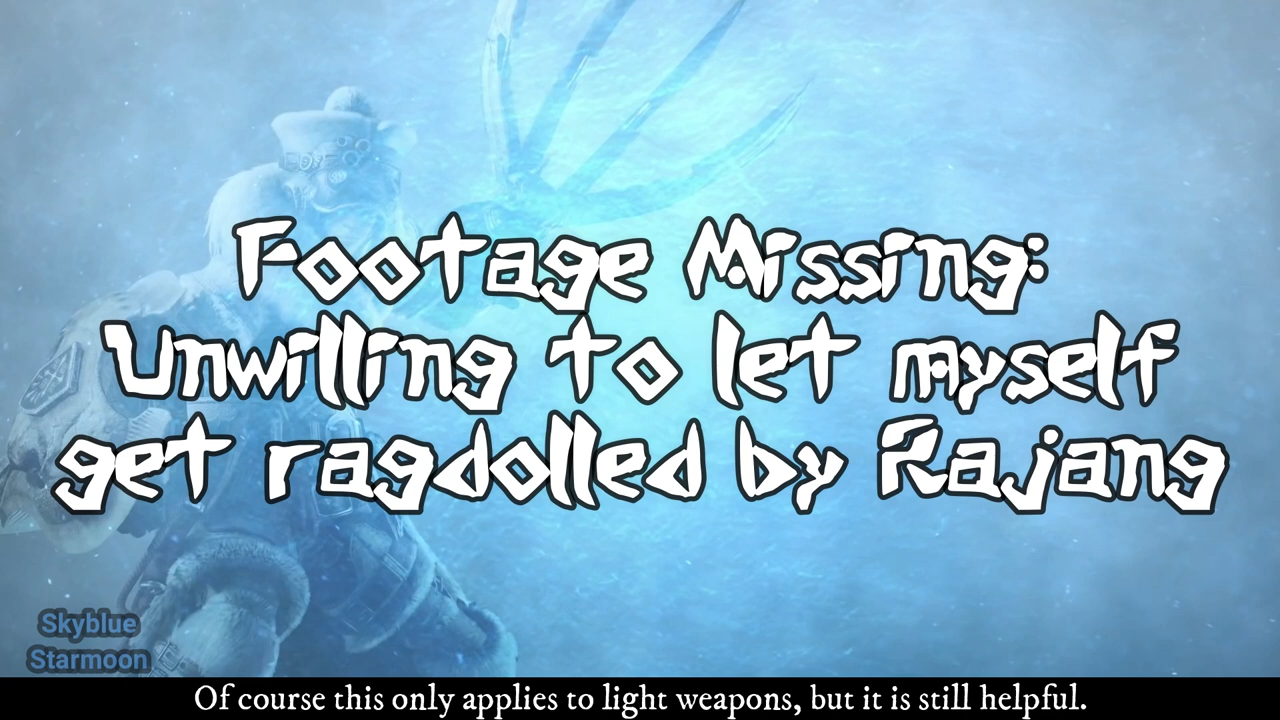 Footage Missing:
Unwilling to let myself
get ragdolled by Rajang
Skyblue
Starmoon
Of course this only applies to light weapons, but it is still helpful.